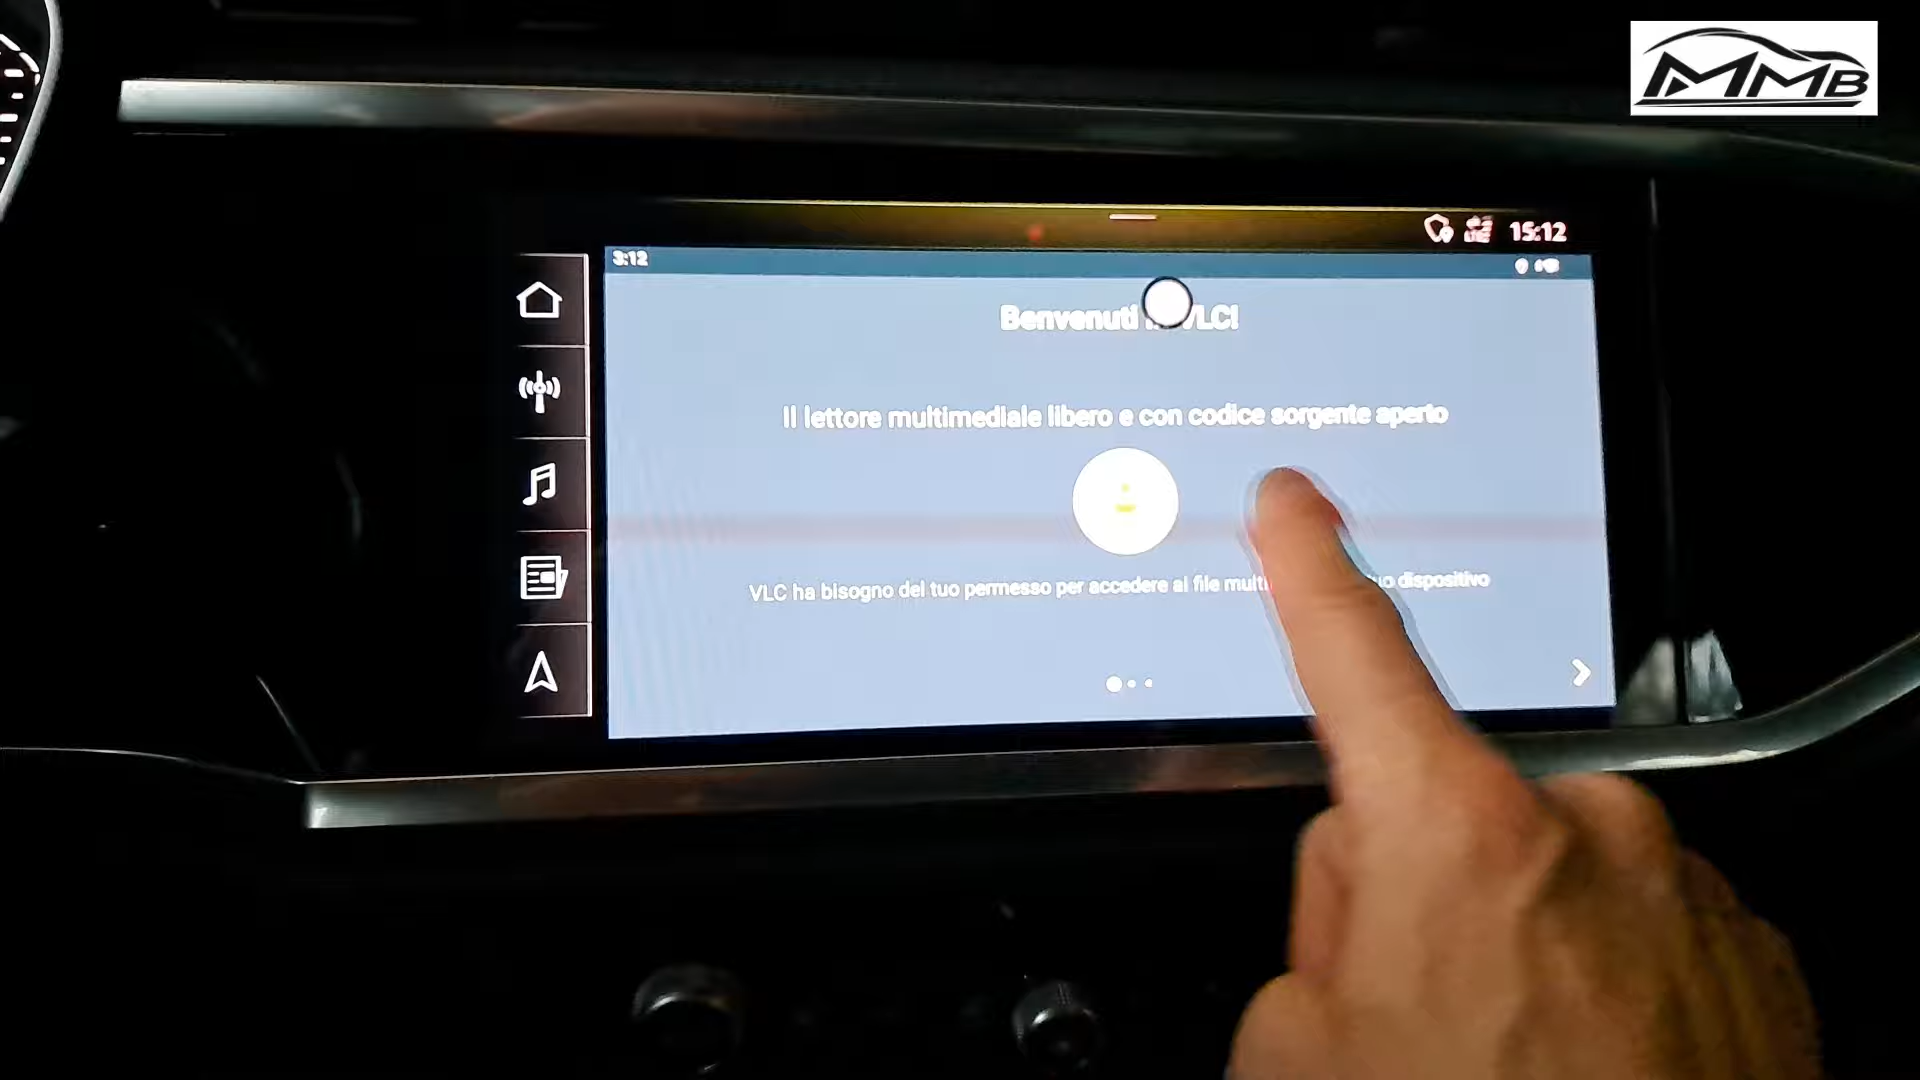 MMB
15:12
3:12
Benvenuti VLC!
Il lettore multimediale libero e con codice sorgente aperto
VLC ha bisogno del tuo permesso per accedere ai file dispositivo